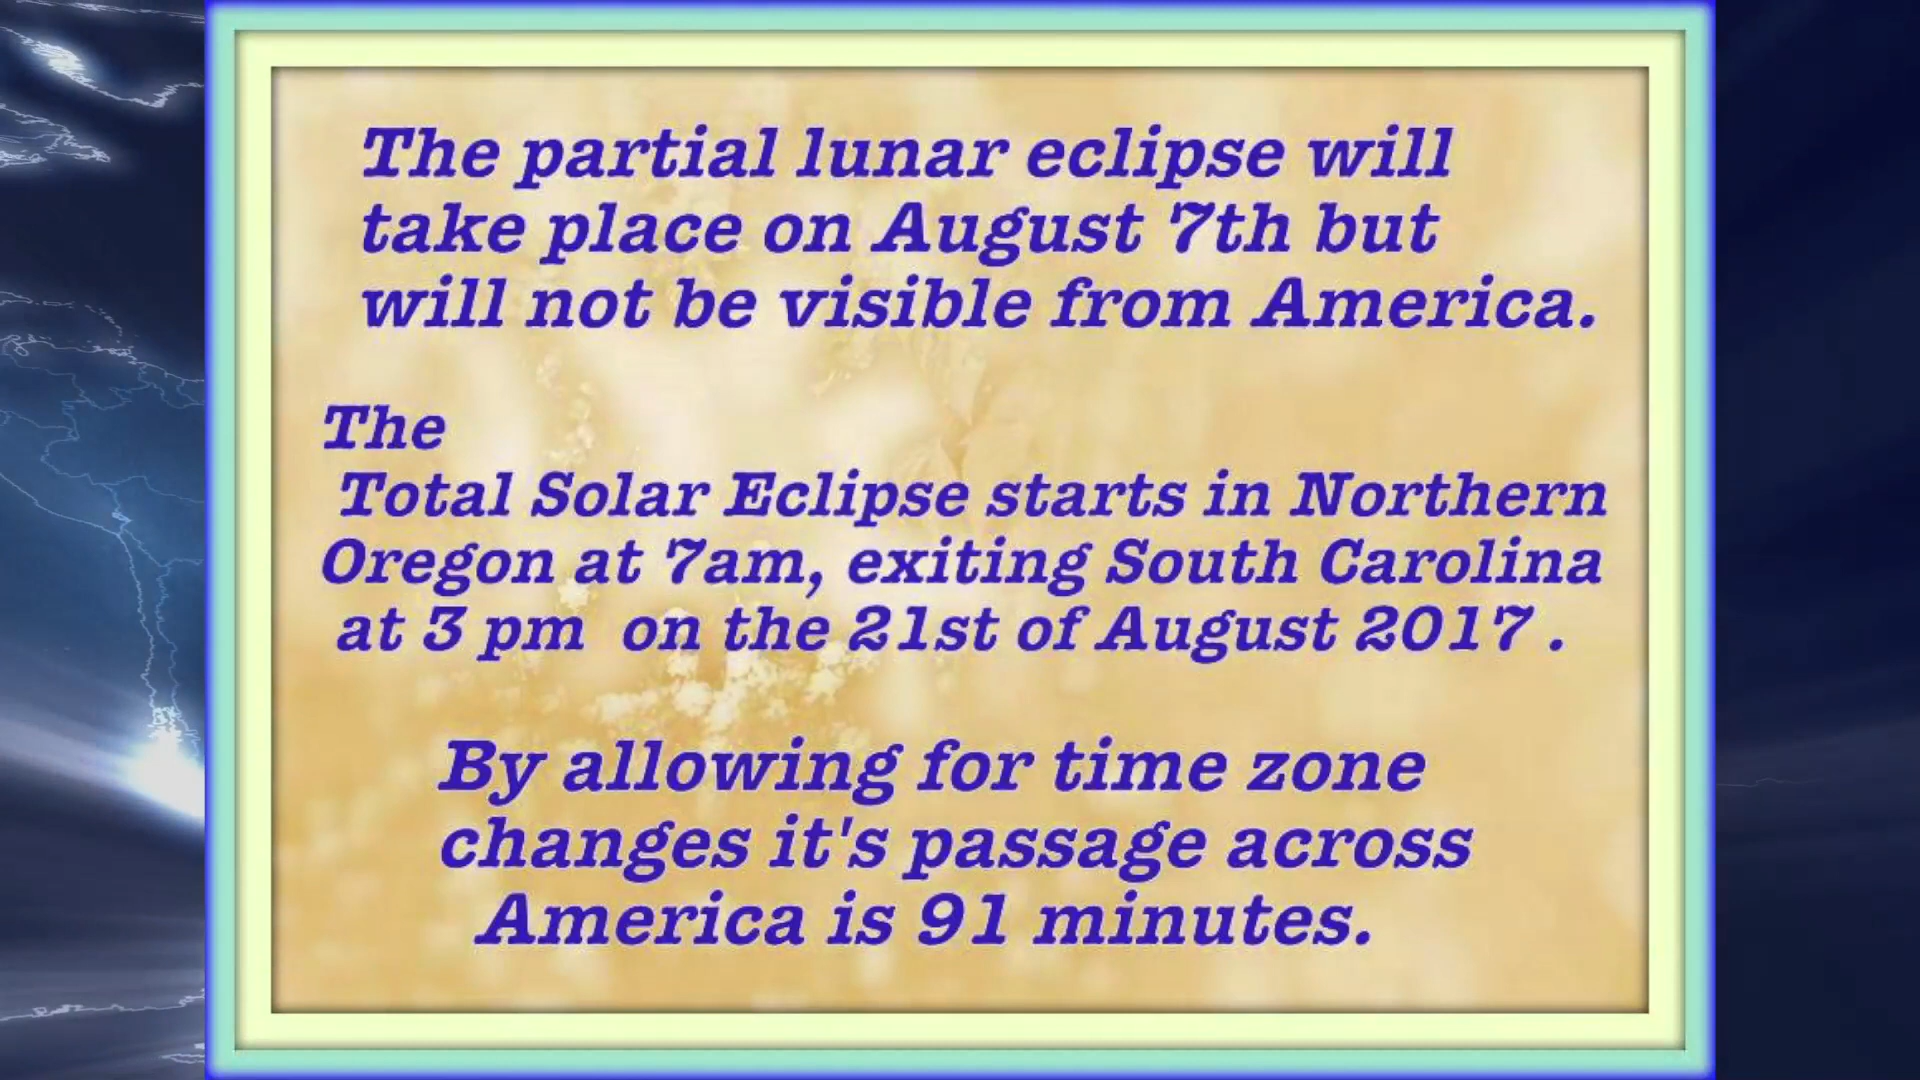 The partial lunar eclipse will
take place on August 7th but
will not be visible from America.
The
Total Solar Eclipse starts in Northern
Oregon at 7am, exiting South Carolina
at 3 pm on the 21st of August 2017 .
By allowing for time zone
changes it's passage across
America is 91 minutes.